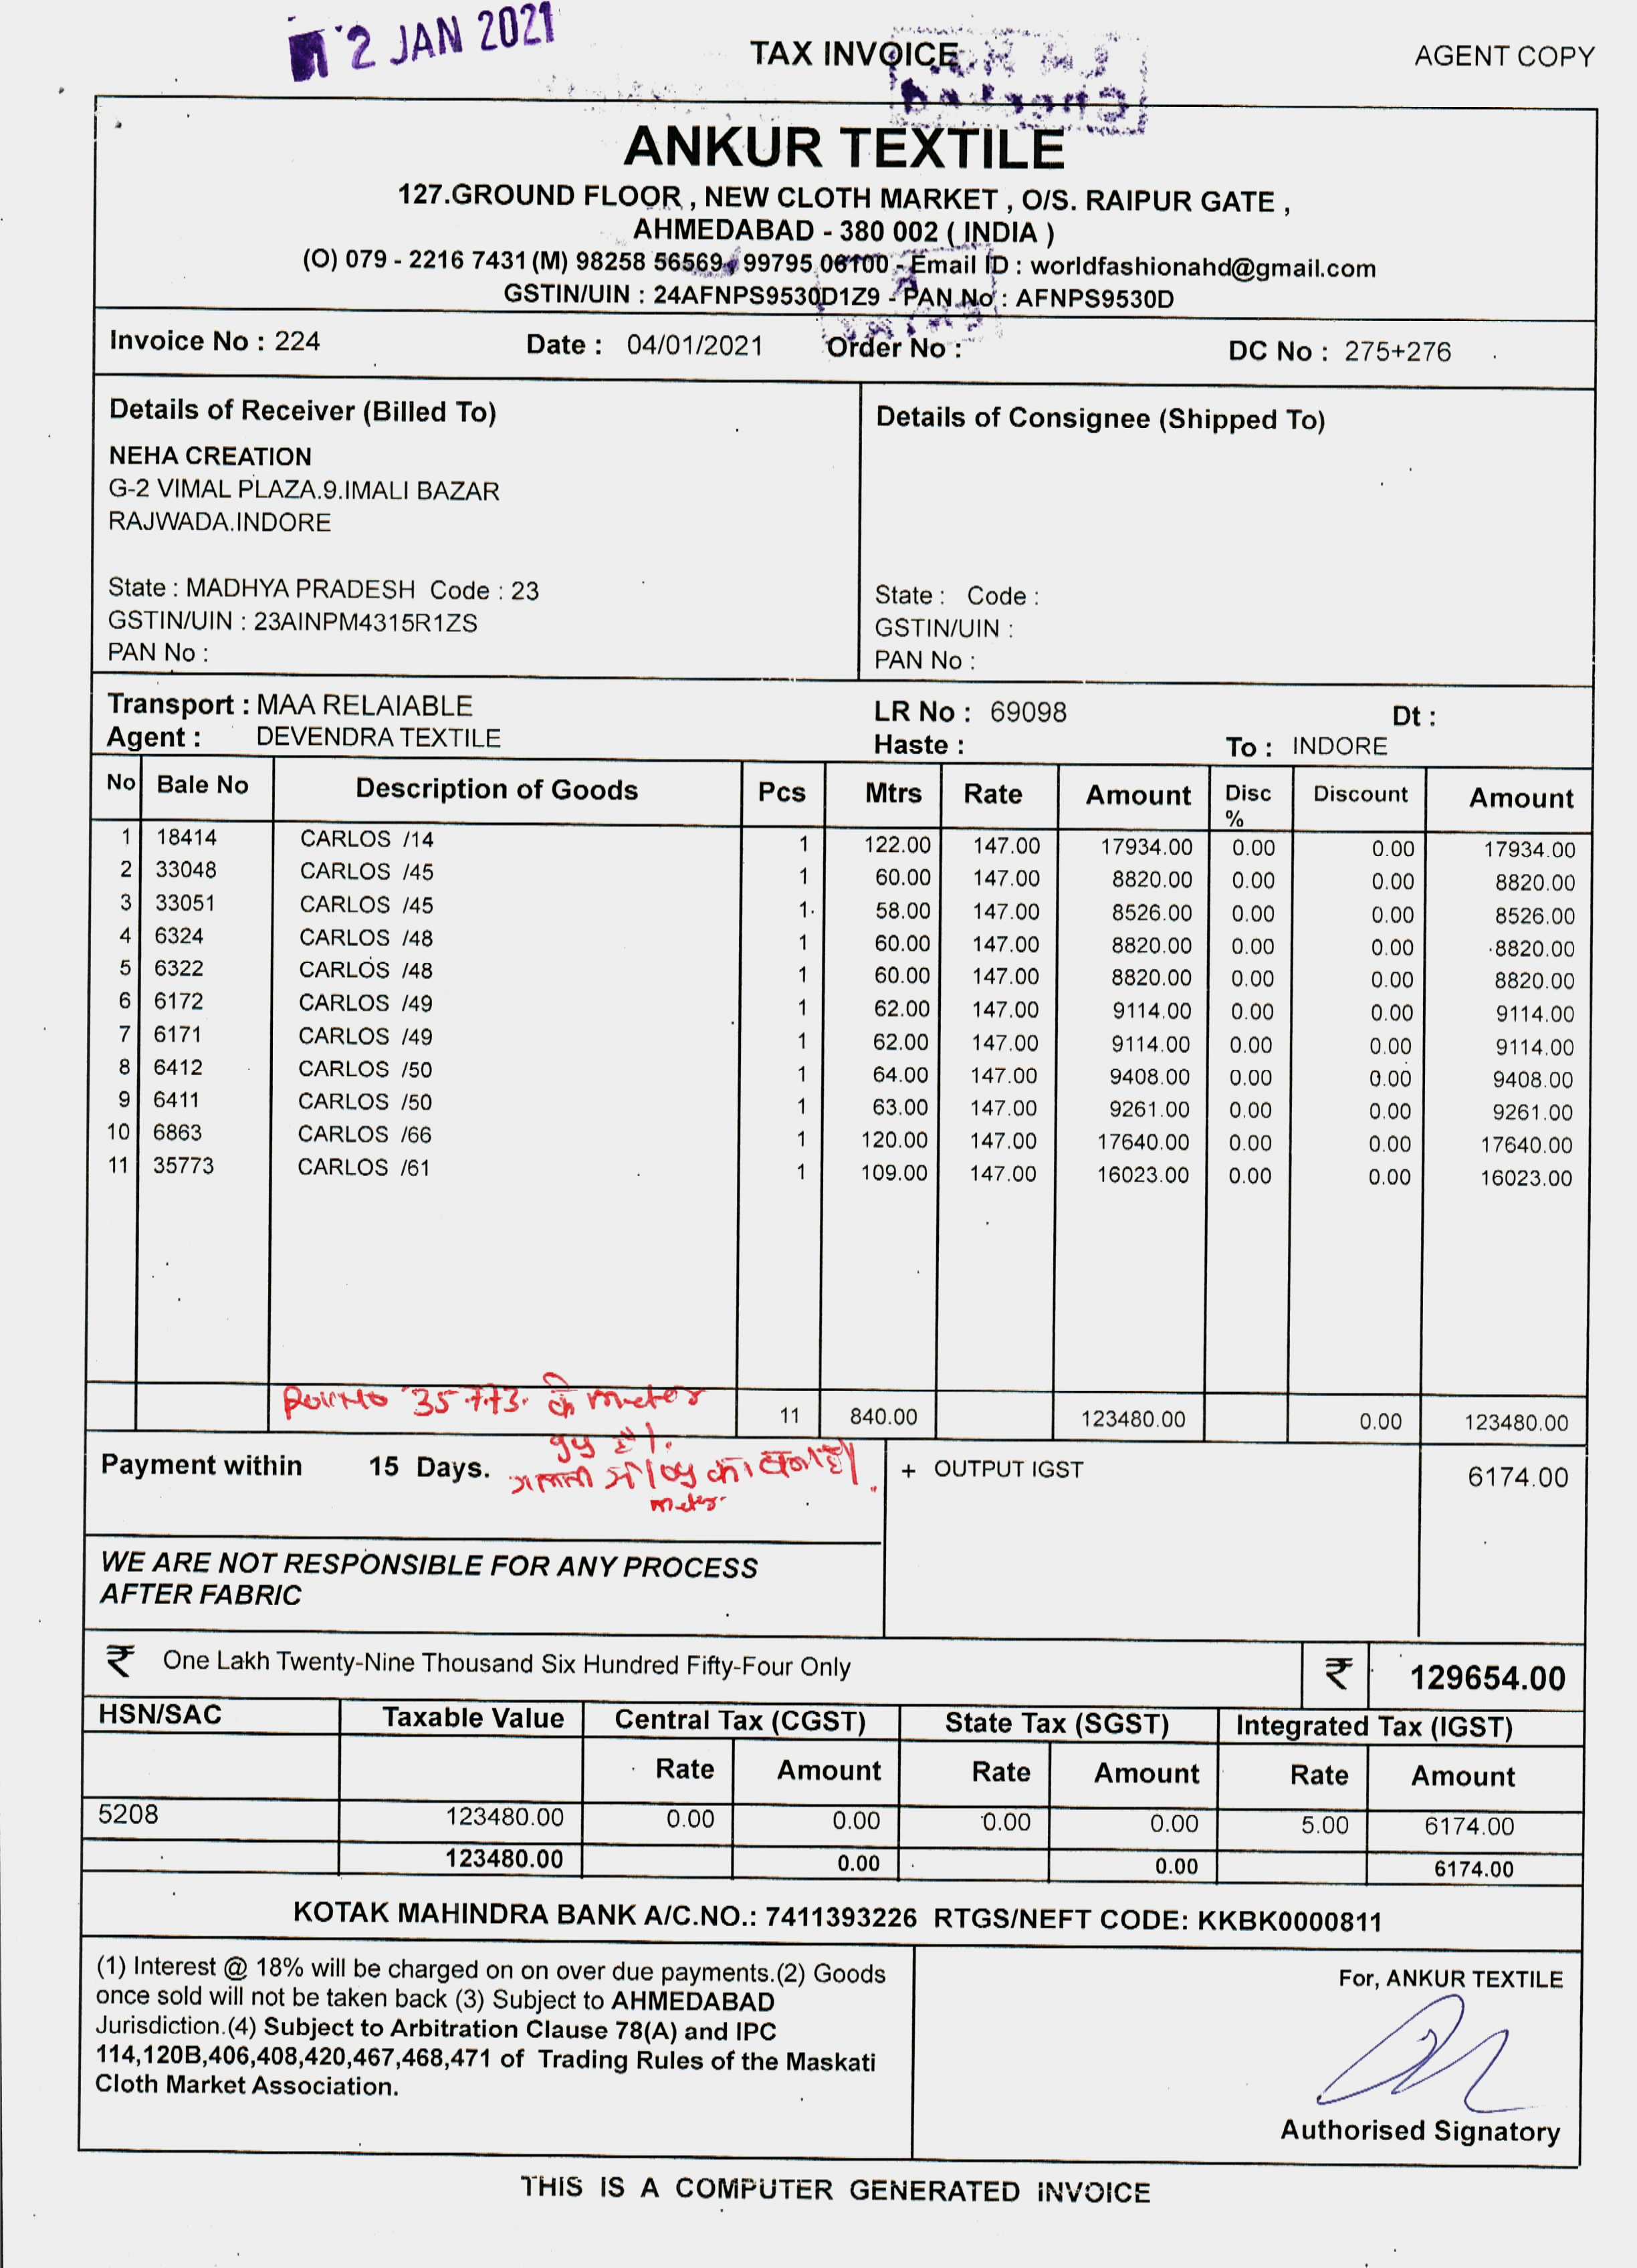 2 JAN 2021
TAX INVOICE
AGENT COPY
ANKUR TEXTILE
127.GROUND FLOOR , NEW CLOTH MARKET , O/S. RAIPUR GATE ,
AHMEDABAD - 380 002 ( INDIA )
(O) 079 - 2216 7431 (M) 98258 56569, 99795 06100 - Email ID : worldfashionahd@gmail.com
GSTIN/UIN : 24AFNPS9530D1Z9 - PAN No : AFNPS9530D
Invoice No : 224 Date : 04/01/2021 Order No : DC No : 275+276
Details of Receiver (Billed To)
NEHA CREATION
G-2 VIMAL PLAZA.9.IMALI BAZAR
RAJWADA.INDORE
State : MADHYA PRADESH Code : 23
GSTIN/UIN : 23AINPM4315R1ZS
PAN No :
Details of Consignee (Shipped To)
State : Code :
GSTIN/UIN :
PAN No :
Transport : MAA RELAIABLE LR No : 69098 Dt :
Agent : DEVENDRA TEXTILE Haste : To : INDORE
No Bale No Description of Goods Pcs Mtrs Rate Amount Disc % Discount Amount
1 18414 CARLOS /14 1 122.00 147.00 17934.00 0.00 0.00 17934.00
2 33048 CARLOS /45 1 60.00 147.00 8820.00 0.00 0.00 8820.00
3 33051 CARLOS /45 1 58.00 147.00 8526.00 0.00 0.00 8526.00
4 6324 CARLOS /48 1 60.00 147.00 8820.00 0.00 0.00 8820.00
5 6322 CARLOS /48 1 60.00 147.00 8820.00 0.00 0.00 8820.00
6 6172 CARLOS /49 1 62.00 147.00 9114.00 0.00 0.00 9114.00
7 6171 CARLOS /49 1 62.00 147.00 9114.00 0.00 0.00 9114.00
8 6412 CARLOS /50 1 64.00 147.00 9408.00 0.00 0.00 9408.00
9 6411 CARLOS /50 1 63.00 147.00 9261.00 0.00 0.00 9261.00
10 6863 CARLOS /66 1 120.00 147.00 17640.00 0.00 0.00 17640.00
11 35773 CARLOS /61 1 109.00 147.00 16023.00 0.00 0.00 16023.00
35773 के meter
11 840.00 123480.00 0.00 123480.00
है।
meter
Payment within 15 Days.
+ OUTPUT IGST 6174.00
WE ARE NOT RESPONSIBLE FOR ANY PROCESS
AFTER FABRIC
₹ One Lakh Twenty-Nine Thousand Six Hundred Fifty-Four Only ₹ 129654.00
HSN/SAC Taxable Value Central Tax (CGST) State Tax (SGST) Integrated Tax (IGST)
Rate Amount Rate Amount Rate Amount
5208 123480.00 0.00 0.00 0.00 0.00 5.00 6174.00
123480.00 0.00 0.00 6174.00
KOTAK MAHINDRA BANK A/C.NO.: 7411393226 RTGS/NEFT CODE: KKBK0000811
(1) Interest @ 18% will be charged on on over due payments.(2) Goods
once sold will not be taken back (3) Subject to AHMEDABAD
Jurisdiction.(4) Subject to Arbitration Clause 78(A) and IPC
114,120B,406,408,420,467,468,471 of Trading Rules of the Maskati
Cloth Market Association.
For, ANKUR TEXTILE
Authorised Signatory
THIS IS A COMPUTER GENERATED INVOICE